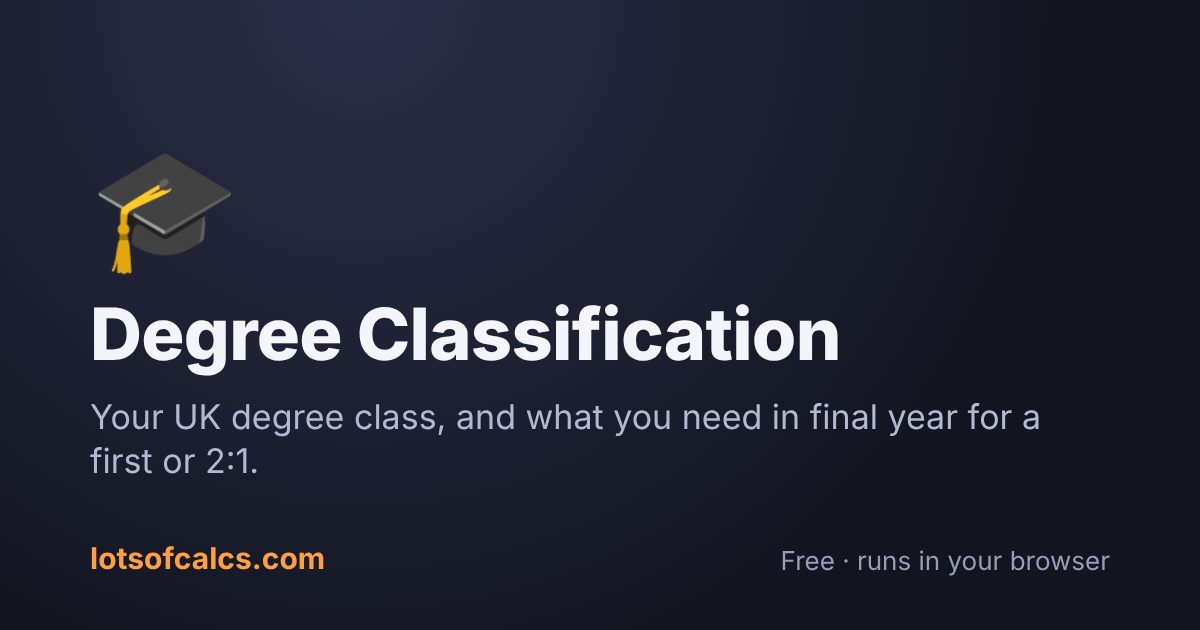 Degree Classification
Your UK degree class, and what you need in final year for a
first or 2:1.
lotsofcalcs.com
Free · runs in your browser